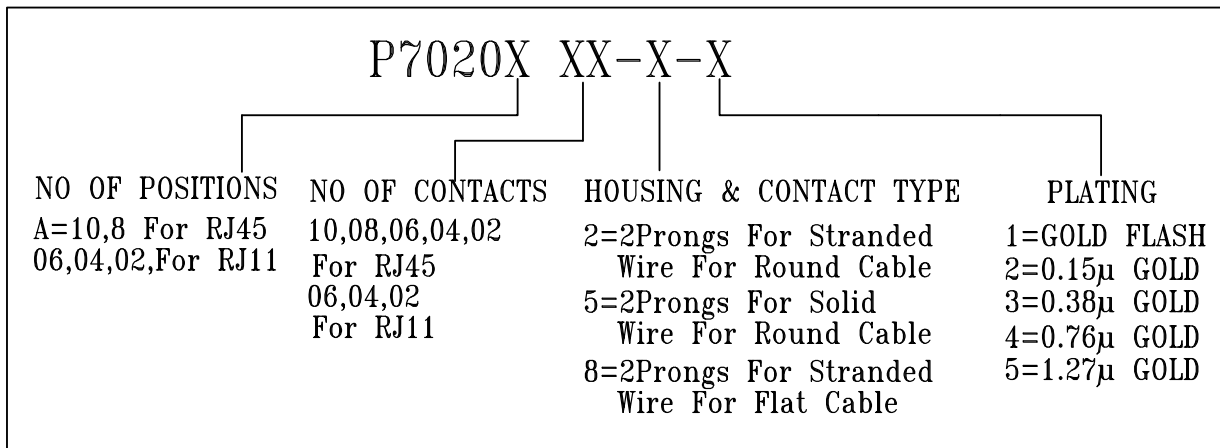 P7020X XX-X-X
NO OF POSITIONS
A=10,8 For RJ45
06,04,02,For RJ11
NO OF CONTACTS
10,08,06,04,02
For RJ45
06,04,02
For RJ11
HOUSING & CONTACT TYPE
2=2Prongs For Stranded
Wire For Round Cable
5=2Prongs For Solid
Wire For Round Cable
8=2Prongs For Stranded
Wire For Flat Cable
PLATING
1=GOLD FLASH
2=0.15μ GOLD
3=0.38μ GOLD
4=0.76μ GOLD
5=1.27μ GOLD